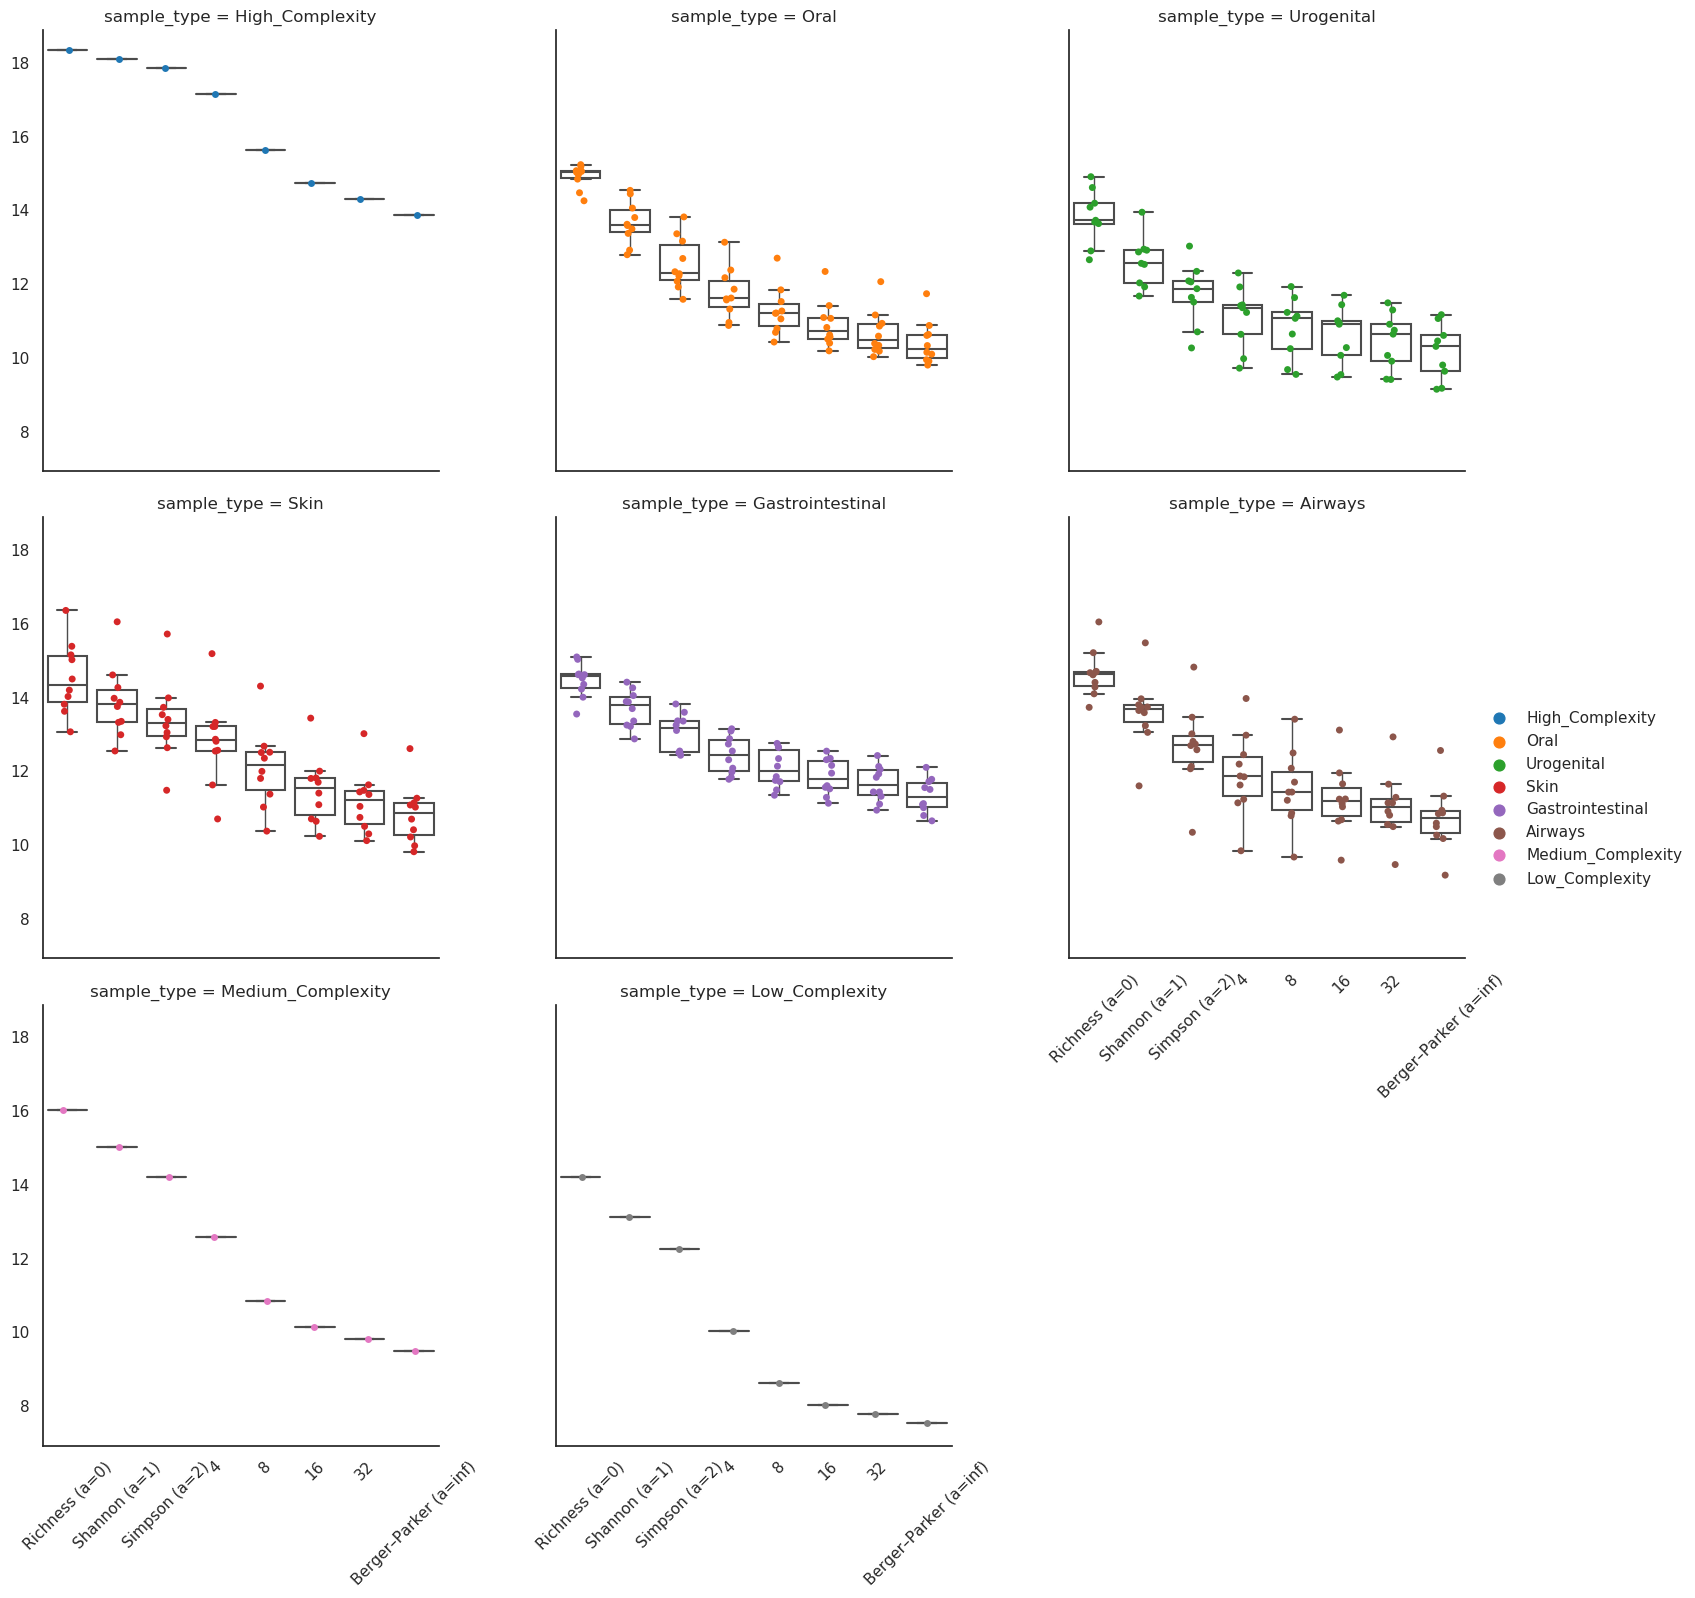 sample_type = High_Complexity
sample_type = Oral
sample_type = Urogenital
18
16
14
12
10
8
sample_type = Skin
sample_type = Gastrointestinal
sample_type = Airways
18
16
14
12
10
8
High_Complexity
Oral
Urogenital
Skin
Gastrointestinal
Airways
Medium_Complexity
Low_Complexity
Richness (a=0)
Shannon (a=1)
Simpson (a=2)
4
8
16
32
Berger–Parker (a=inf)
sample_type = Medium_Complexity
sample_type = Low_Complexity
18
16
14
12
10
8
Richness (a=0)
Shannon (a=1)
Simpson (a=2)
4
8
16
32
Berger–Parker (a=inf)
Richness (a=0)
Shannon (a=1)
Simpson (a=2)
4
8
16
32
Berger–Parker (a=inf)